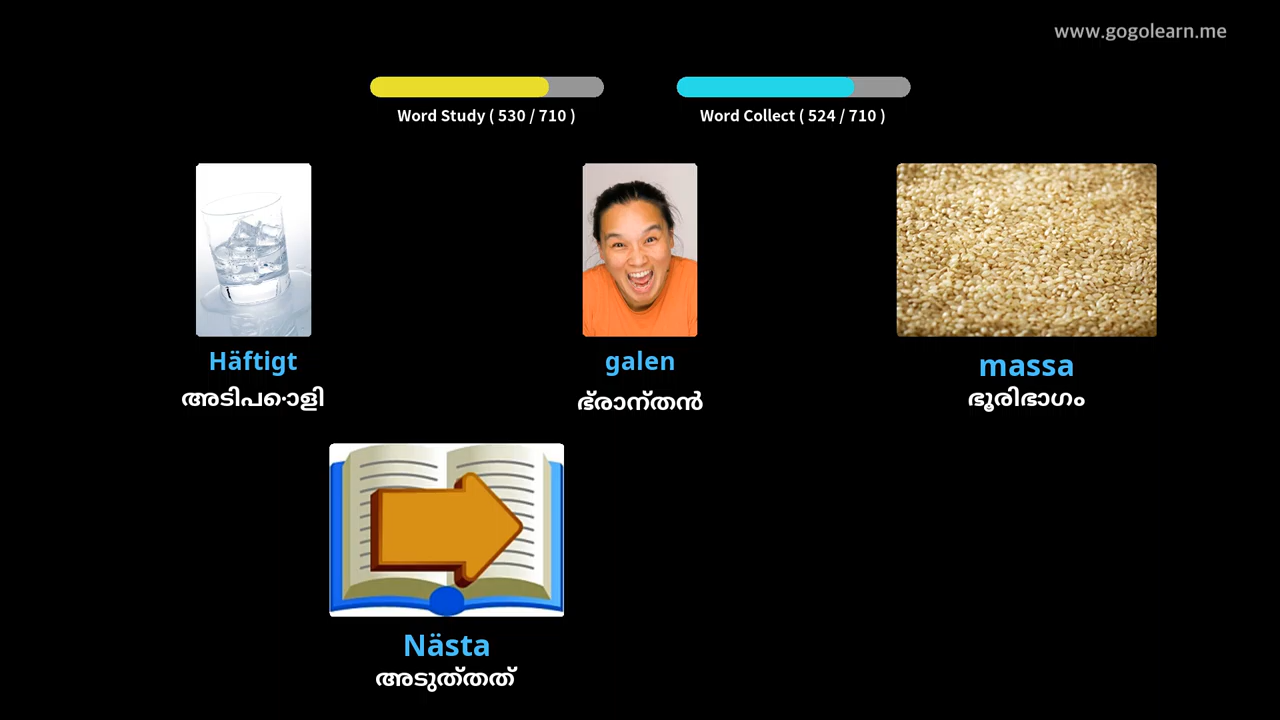 www.gogolearn.me
Word Study ( 530 / 710 )
Word Collect ( 524 / 710 )
Häftigt
അടിപൊളി
galen
ഭ്രാന്തൻ
massa
ഭൂരിഭാഗം
Nästa
അടുത്തത്